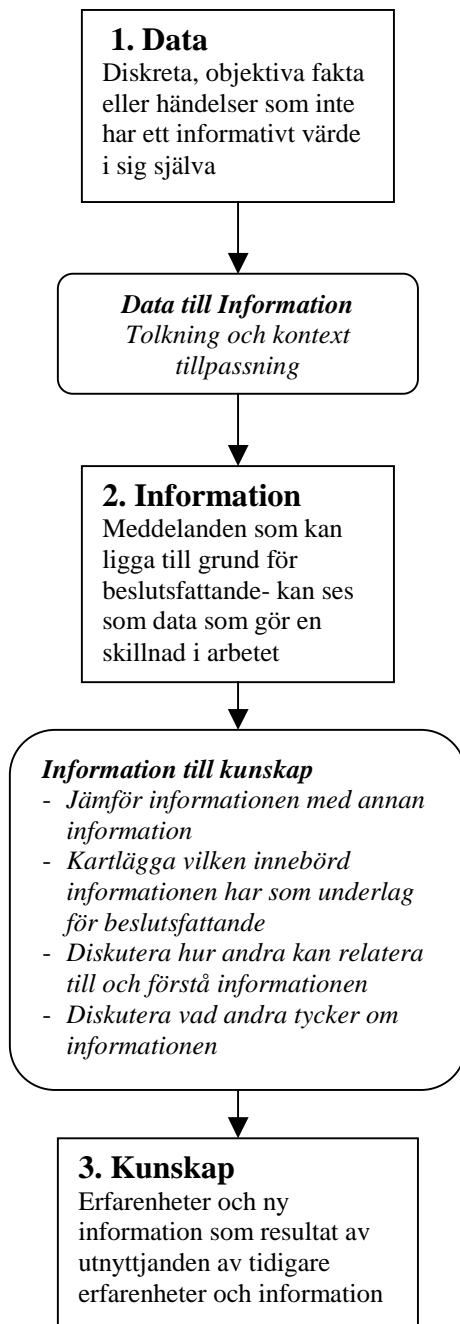 1. Data
Diskreta, objektiva fakta
eller händelser som inte
har ett informativt värde
i sig själva
Data till Information
Tolkning och kontext
tillpassning
2. Information
Meddelanden som kan
ligga till grund för
beslutsfattande- kan ses
som data som gör en
skillnad i arbetet
Information till kunskap
- Jämför informationen med annan
information
- Kartlägga vilken innebörd
informationen har som underlag
för beslutsfattande
- Diskutera hur andra kan relatera
till och förstå informationen
- Diskutera vad andra tycker om
informationen
3. Kunskap
Erfarenheter och ny
information som resultat av
utnyttjanden av tidigare
erfarenheter och information